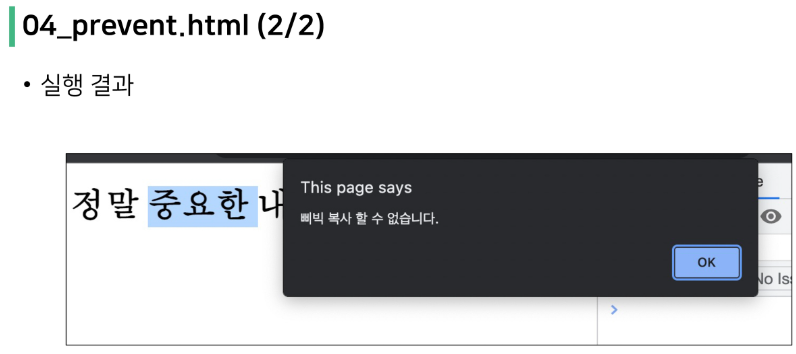 04_prevent.html (2/2)
• 실행 결과
정말 중요한 내
This page says
삐빅 복사 할 수 없습니다.
OK
No Is